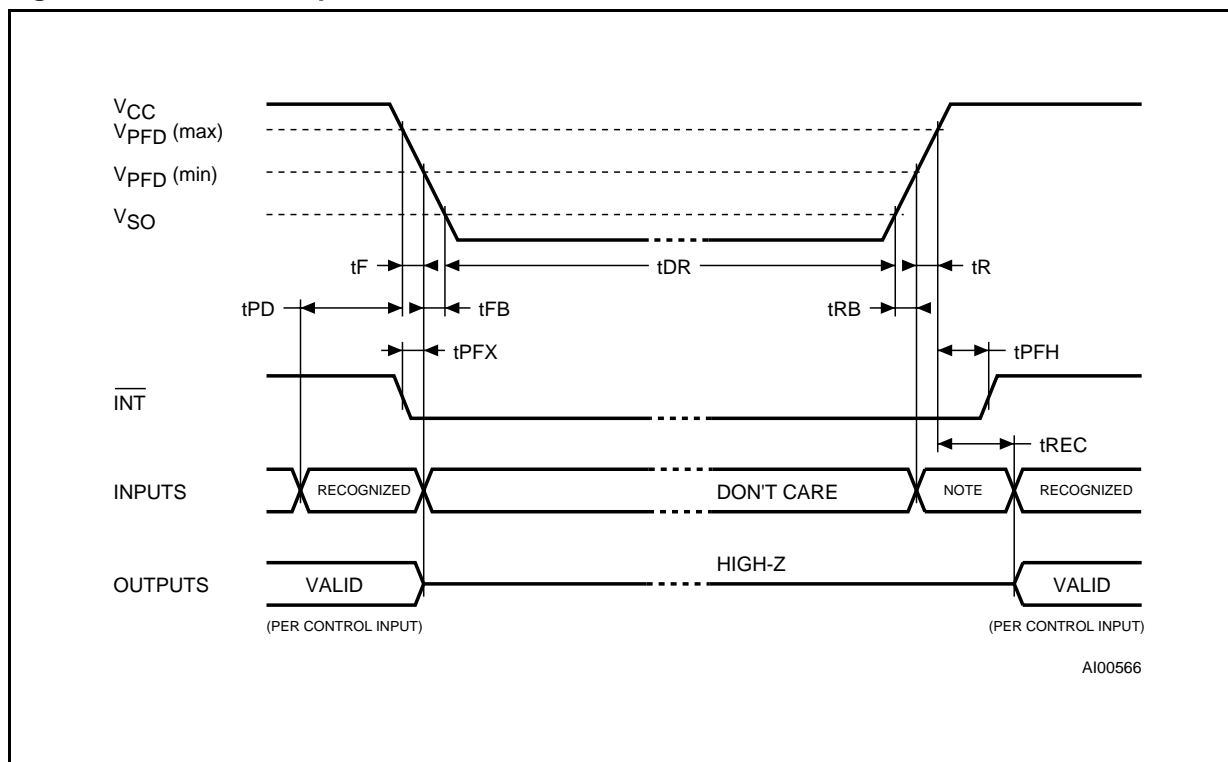 VCC
VPFD (max)
VPFD (min)
VSO
tF
tDR
tR
tPD
tFB
tRB
tPFX
tPFH
INT
tREC
INPUTS
RECOGNIZED
DON'T CARE
NOTE
RECOGNIZED
HIGH-Z
OUTPUTS
VALID
VALID
(PER CONTROL INPUT)
(PER CONTROL INPUT)
AI00566